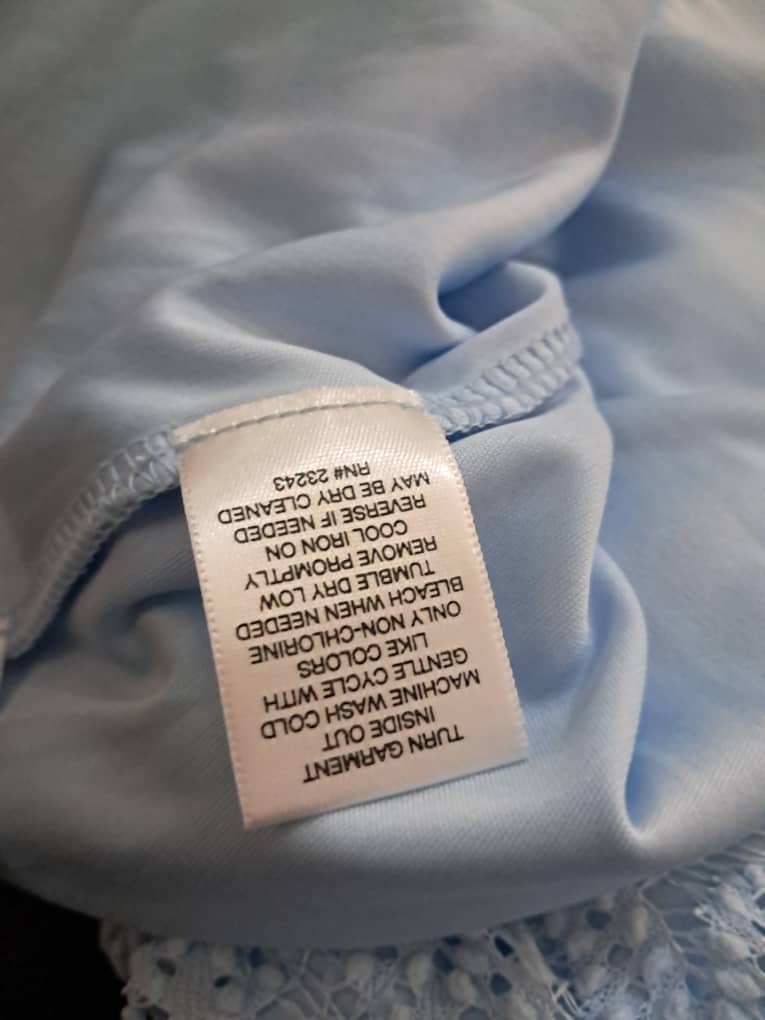 TURN GARMENT
INSIDE OUT
MACHINE WASH COLD
GENTLE CYCLE WITH
LIKE COLORS
ONLY NON-CHLORINE
BLEACH WHEN NEEDED
TUMBLE DRY LOW
REMOVE PROMPTLY
COOL IRON ON
REVERSE IF NEEDED
MAY BE DRY CLEANED
RN# 23243